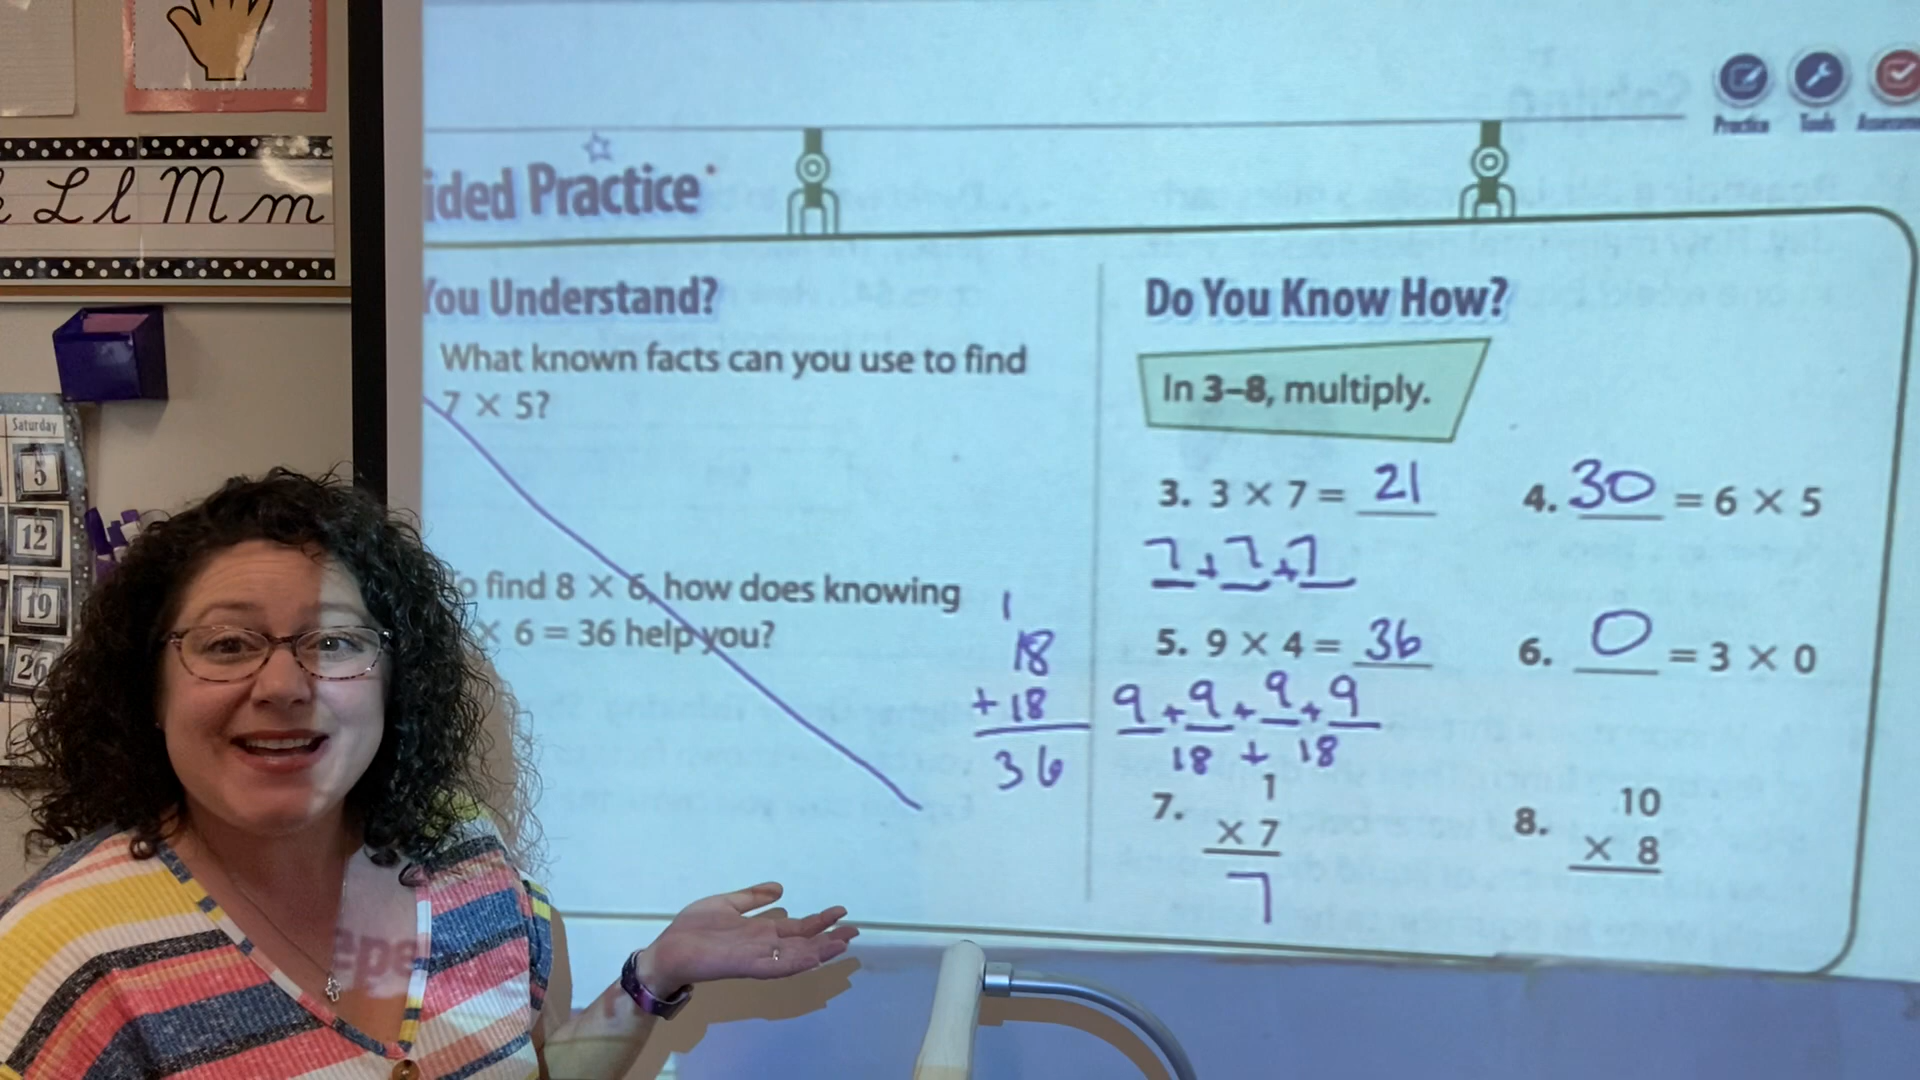 L l M m
Saturday
5
12
19
26
Practice Tools
ided Practice
You Understand?
What known facts can you use to find
7 × 5?
o find 8 × 6, how does knowing
× 6 = 36 help you?
1
18
+ 18
36
Do You Know How?
In 3–8, multiply.
3. 3 × 7 = 21
7 + 7 + 7
4. 30 = 6 × 5
5. 9 × 4 = 36
9 + 9 + 9 + 9
18 + 18
6. 0 = 3 × 0
7. 1
× 7
7
8. 10
× 8
epe